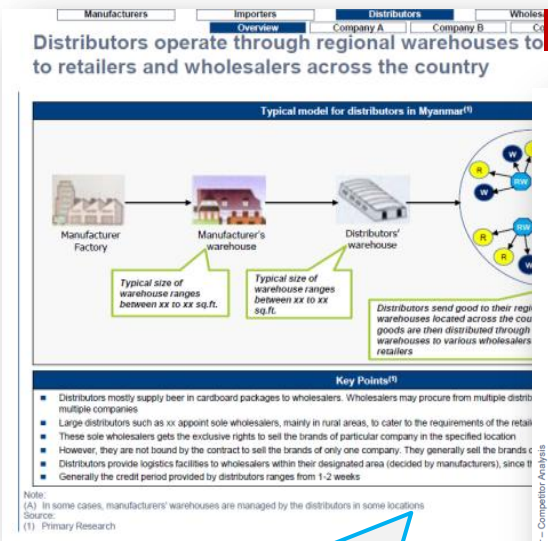 Manufacturers Importers Distributors
Overview Company A Company B
Distributors operate through regional warehouses to
to retailers and wholesalers across the country
Typical model for distributors in Myanmar(1)
W
R
RW
W
Manufacturer
Factory
Manufacturer's
warehouse
Distributors'
warehouse
R
RW
R
W
Typical size of
warehouse ranges
between xx to xx sq.ft.
Typical size of
warehouse ranges
between xx to xx
sq.ft.
Distributors send good to their
warehouses located across the
goods are then distributed through
warehouses to various wholesalers
retailers
Key Points(1)
■ Distributors mostly supply beer in cardboard packages to wholesalers. Wholesalers may procure from multiple
multiple companies
■ Large distributors such as xx appoint sole wholesalers, mainly in rural areas, to cater to the requirements of the
■ These sole wholesalers gets the exclusive rights to sell the brands of particular company in the specified location
■ However, they are not bound by the contract to sell the brands of only one company. They generally sell the brands
■ Distributors provide logistics facilities to wholesalers within their designated area (decided by manufacturers), since
■ Generally the credit period provided by distributors ranges from 1-2 weeks
Note:
(A) In some cases, manufacturers' warehouses are managed by the distributors in some locations
Source:
(1) Primary Research
– Competitor Analysis